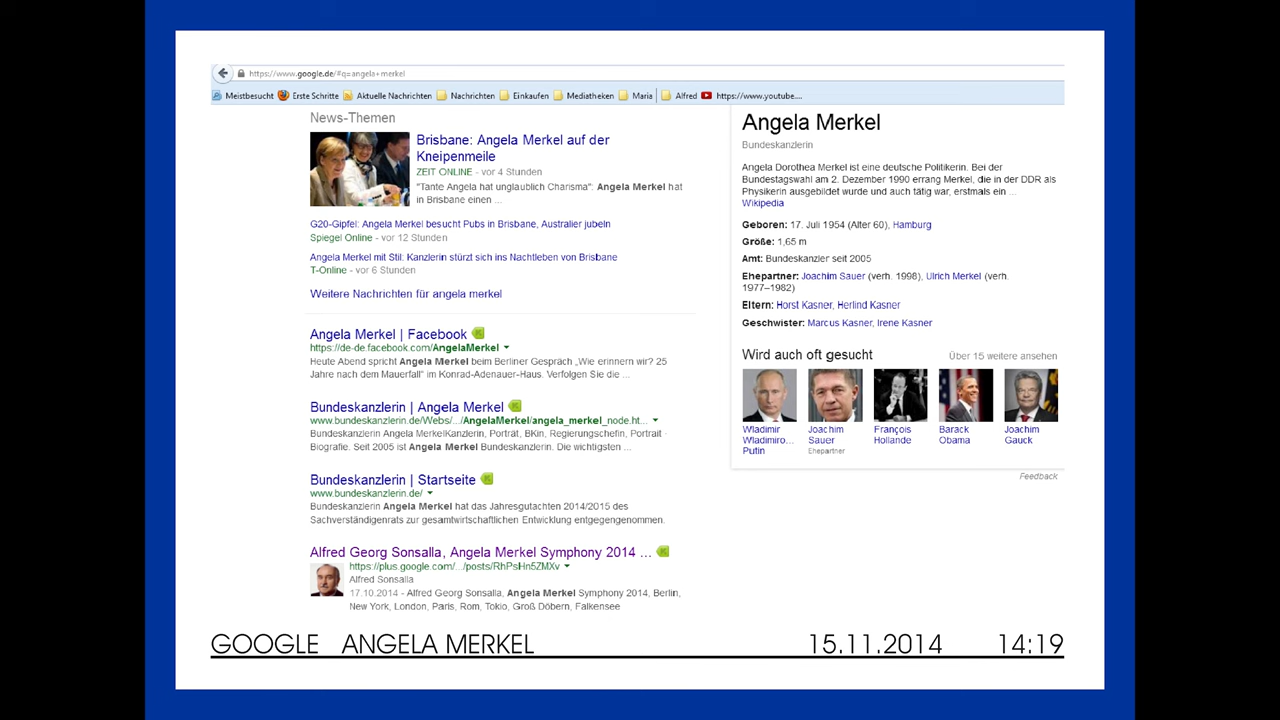 https://www.google.de/#q=angela+merkel
Meistbesucht Erste Schritte Aktuelle Nachrichten Nachrichten Einkaufen Mediatheken Maria Alfred https://www.youtube....
News-Themen
Brisbane: Angela Merkel auf der
Kneipenmeile
ZEIT ONLINE - vor 4 Stunden
"Tante Angela hat unglaublich Charisma": Angela Merkel hat
in Brisbane einen ...
G20-Gipfel: Angela Merkel besucht Pubs in Brisbane, Australier jubeln
Spiegel Online - vor 12 Stunden
Angela Merkel mit Stil: Kanzlerin stürzt sich ins Nachtleben von Brisbane
T-Online - vor 6 Stunden
Weitere Nachrichten für angela merkel
Angela Merkel | Facebook
https://de-de.facebook.com/AngelaMerkel
Heute Abend spricht Angela Merkel beim Berliner Gespräch „Wie erinnern wir? 25
Jahre nach dem Mauerfall" im Konrad-Adenauer-Haus. Verfolgen Sie die ...
Bundeskanzlerin | Angela Merkel
www.bundeskanzlerin.de/Webs/.../AngelaMerkel/angela_merkel_node.ht...
Bundeskanzlerin Angela MerkelKanzlerin, Porträt, BKin, Regierungschefin, Portrait ·
Biografie. Seit 2005 ist Angela Merkel Bundeskanzlerin. Die wichtigsten ...
Bundeskanzlerin | Startseite
www.bundeskanzlerin.de/
Bundeskanzlerin Angela Merkel hat das Jahresgutachten 2014/2015 des
Sachverständigenrats zur gesamtwirtschaftlichen Entwicklung entgegengenommen.
Alfred Georg Sonsalla, Angela Merkel Symphony 2014 ...
https://plus.google.com/.../posts/RhPsHn5ZMXv
Alfred Sonsalla
17.10.2014 - Alfred Georg Sonsalla, Angela Merkel Symphony 2014, Berlin,
New York, London, Paris, Rom, Tokio, Groß Döbern, Falkensee
Angela Merkel
Bundeskanzlerin
Angela Dorothea Merkel ist eine deutsche Politikerin. Bei der
Bundestagswahl am 2. Dezember 1990 errang Merkel, die in der DDR als
Physikerin ausgebildet wurde und auch tätig war, erstmals ein ...
Wikipedia
Geboren: 17. Juli 1954 (Alter 60), Hamburg
Größe: 1,65 m
Amt: Bundeskanzler seit 2005
Ehepartner: Joachim Sauer (verh. 1998), Ulrich Merkel (verh.
1977–1982)
Eltern: Horst Kasner, Herlind Kasner
Geschwister: Marcus Kasner, Irene Kasner
Wird auch oft gesucht Über 15 weitere ansehen
Wladimir Joachim François Barack Joachim
Wladimiro... Sauer Hollande Obama Gauck
Putin Ehepartner
Feedback
GOOGLE ANGELA MERKEL 15.11.2014 14:19